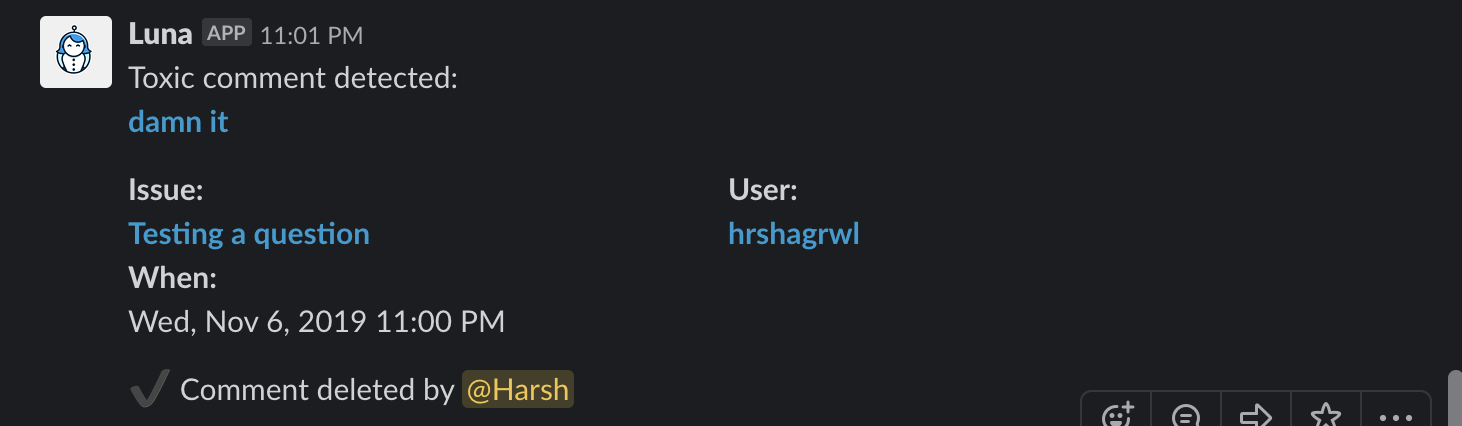 Luna APP 11:01 PM
Toxic comment detected:
damn it
Issue:
User:
Testing a question
hrshagrwl
When:
Wed, Nov 6, 2019 11:00 PM
Comment deleted by @Harsh